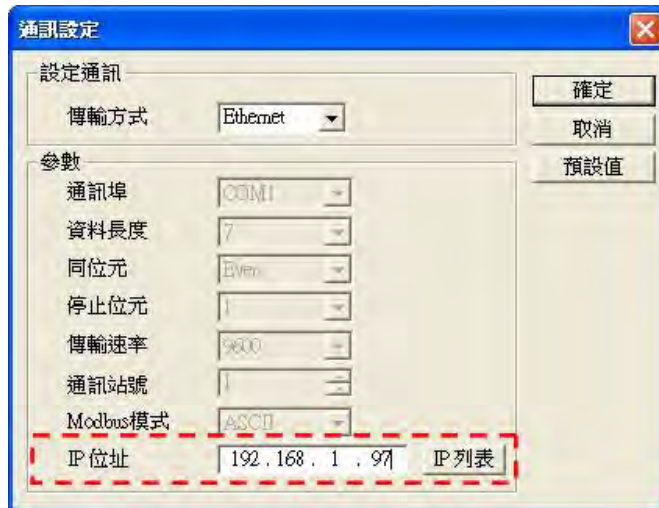 通訊設定
設定通訊
傳輸方式 Ethernet
確定
取消
預設值
參數
通訊埠 COM1
資料長度 7
同位元 Even
停止位元 1
傳輸速率 9600
通訊站號 1
Modbus模式 ASCII
IP 位址 192 . 168 . 1 . 97 IP 列表